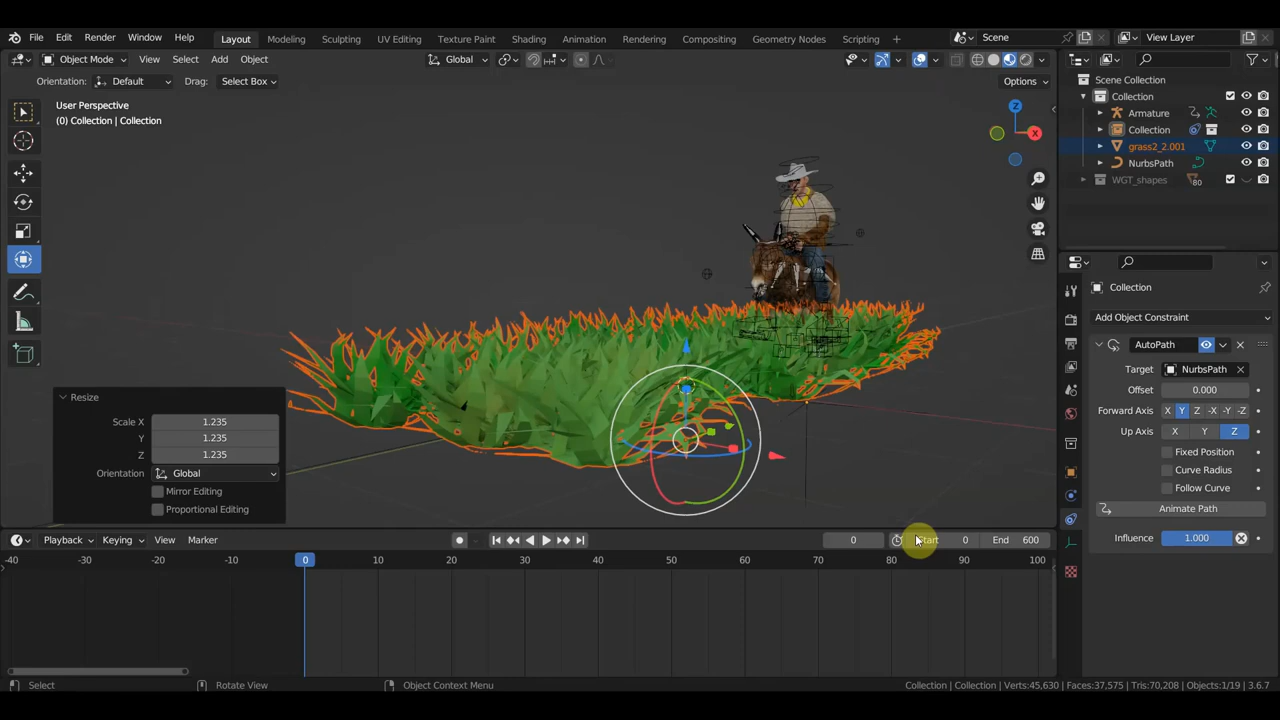 File Edit Render Window Help
Layout Modeling Sculpting UV Editing Texture Paint Shading Animation Rendering Compositing Geometry Nodes Scripting +
Scene
View Layer
Object Mode View Select Add Object
Global
Orientation: Default Drag: Select Box
Options
User Perspective
(0) Collection | Collection
Z
X
Scene Collection
Collection
Armature
Collection
grass2_2.001
NurbsPath
WGT_shapes
80
Collection
Add Object Constraint
AutoPath
Target NurbsPath
Offset 0.000
Forward Axis X Y Z -X -Y -Z
Up Axis X Y Z
Fixed Position
Curve Radius
Follow Curve
Animate Path
Influence 1.000
Resize
Scale X 1.235
Y 1.235
Z 1.235
Orientation Global
Mirror Editing
Proportional Editing
Playback Keying View Marker
0
Start 0
End 600
-40 -30 -20 -10 0 10 20 30 40 50 60 70 80 90 100
Select
Rotate View
Object Context Menu
Collection | Collection | Verts:45,630 | Faces:37,575 | Tris:70,208 | Objects:1/19 | 3.6.7